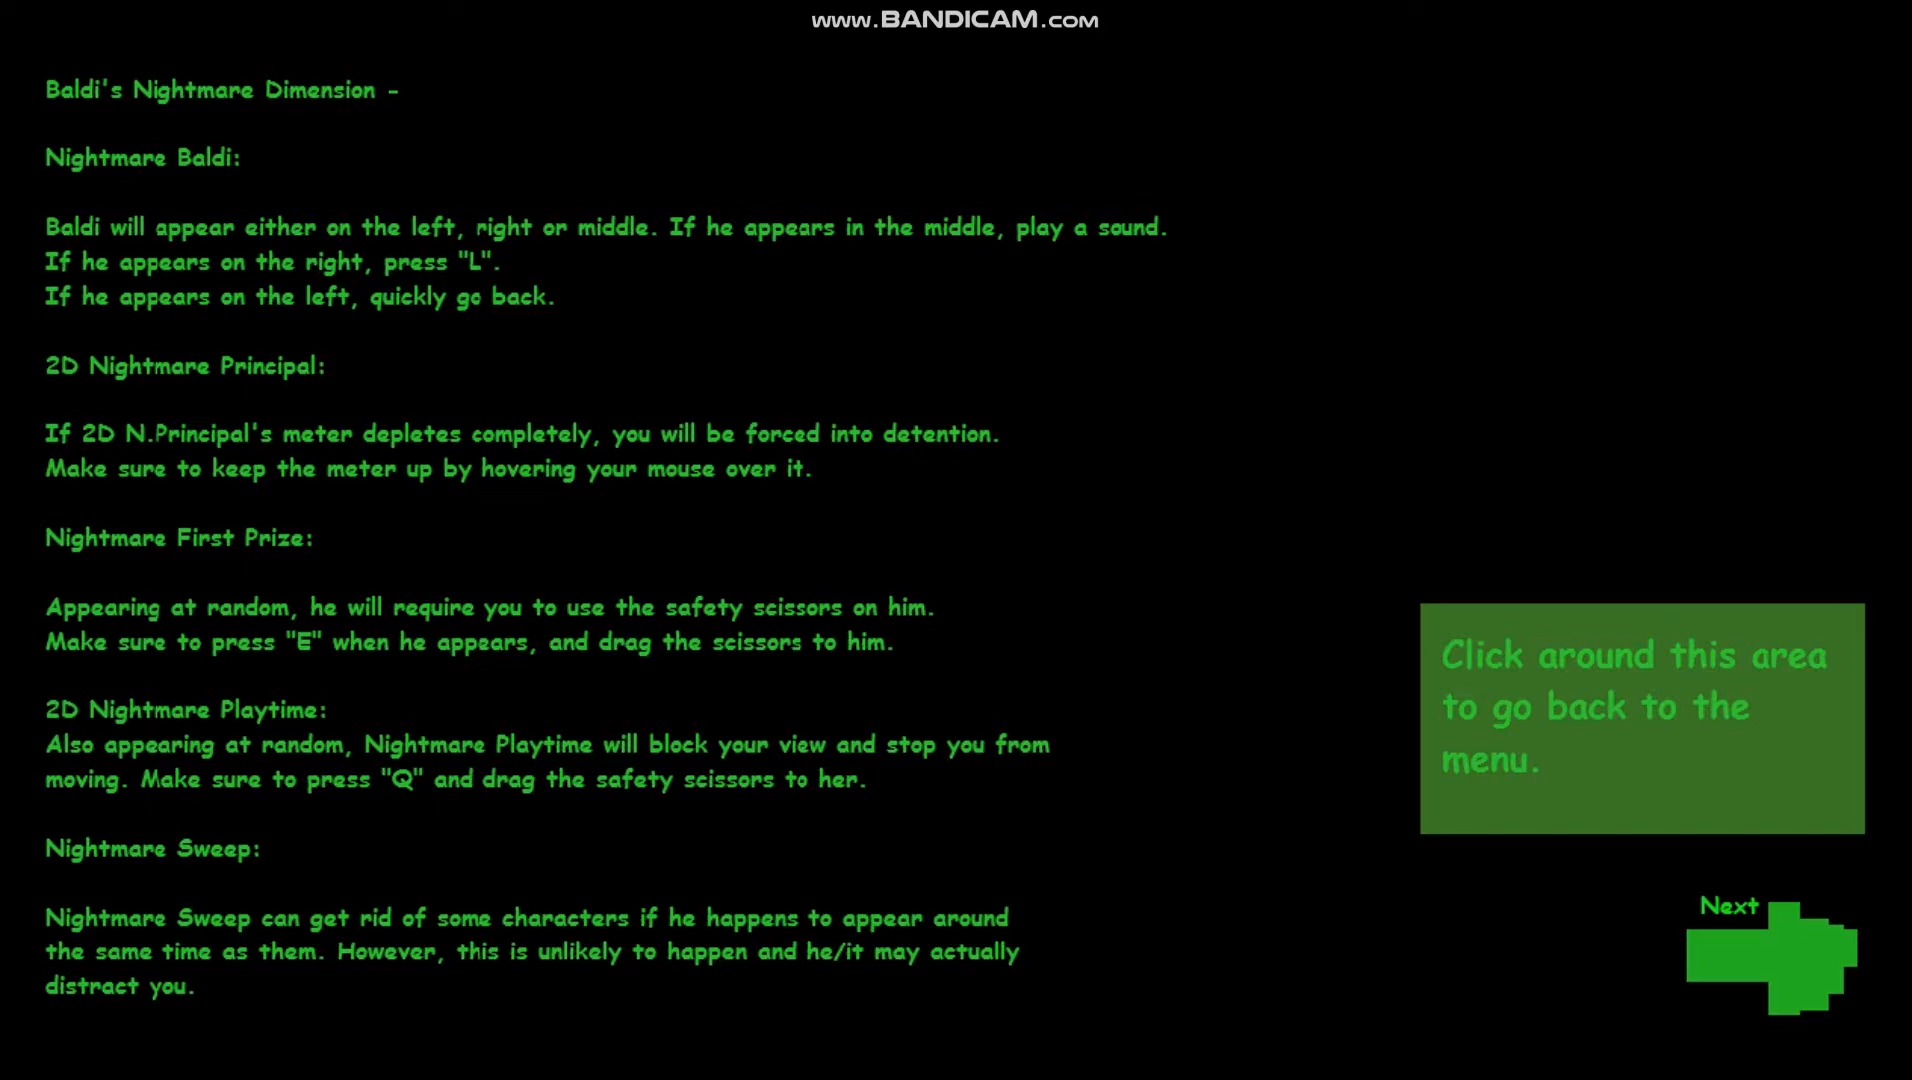 www.BANDICAM.com
Baldi's Nightmare Dimension -
Nightmare Baldi:
Baldi will appear either on the left, right or middle. If he appears in the middle, play a sound.
If he appears on the right, press "L".
If he appears on the left, quickly go back.
2D Nightmare Principal:
If 2D N.Principal's meter depletes completely, you will be forced into detention.
Make sure to keep the meter up by hovering your mouse over it.
Nightmare First Prize:
Appearing at random, he will require you to use the safety scissors on him.
Make sure to press "E" when he appears, and drag the scissors to him.
2D Nightmare Playtime:
Also appearing at random, Nightmare Playtime will block your view and stop you from
moving. Make sure to press "Q" and drag the safety scissors to her.
Nightmare Sweep:
Nightmare Sweep can get rid of some characters if he happens to appear around
the same time as them. However, this is unlikely to happen and he/it may actually
distract you.
Click around this area
to go back to the
menu.
Next